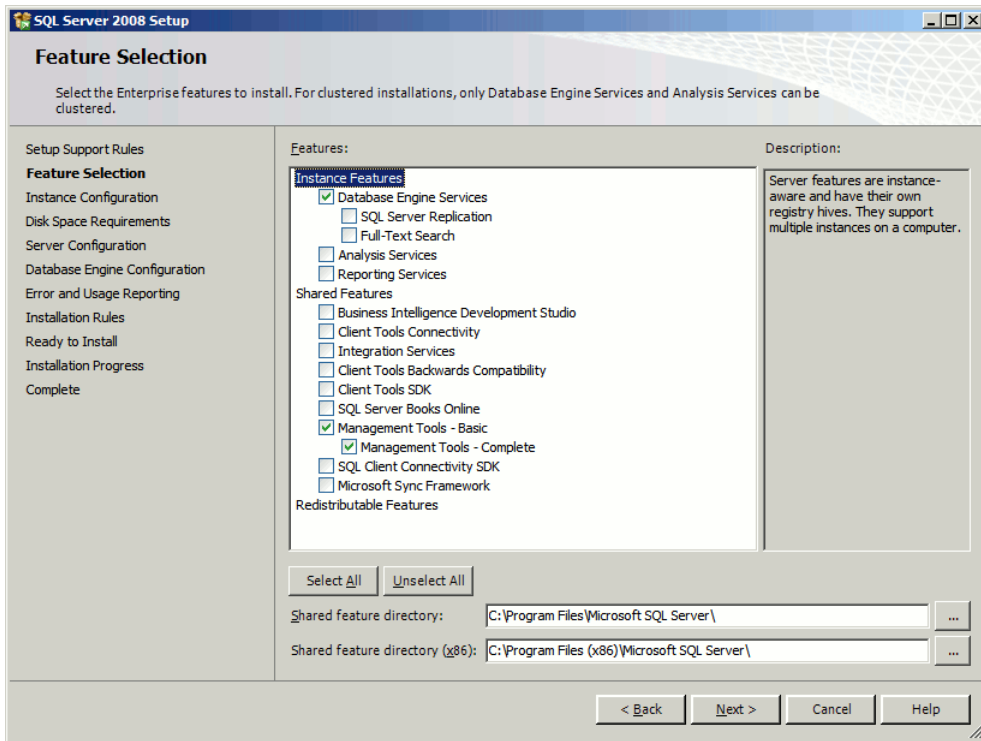 SQL Server 2008 Setup
Feature Selection
Select the Enterprise features to install. For clustered installations, only Database Engine Services and Analysis Services can be
clustered.
Setup Support Rules
Feature Selection
Instance Configuration
Disk Space Requirements
Server Configuration
Database Engine Configuration
Error and Usage Reporting
Installation Rules
Ready to Install
Installation Progress
Complete
Features:
Instance Features
Database Engine Services
SQL Server Replication
Full-Text Search
Analysis Services
Reporting Services
Shared Features
Business Intelligence Development Studio
Client Tools Connectivity
Integration Services
Client Tools Backwards Compatibility
Client Tools SDK
SQL Server Books Online
Management Tools - Basic
Management Tools - Complete
SQL Client Connectivity SDK
Microsoft Sync Framework
Redistributable Features
Description:
Server features are instance-
aware and have their own
registry hives. They support
multiple instances on a computer.
Select All
Unselect All
Shared feature directory:
C:\Program Files\Microsoft SQL Server\
...
Shared feature directory (x86):
C:\Program Files (x86)\Microsoft SQL Server\
...
< Back
Next >
Cancel
Help